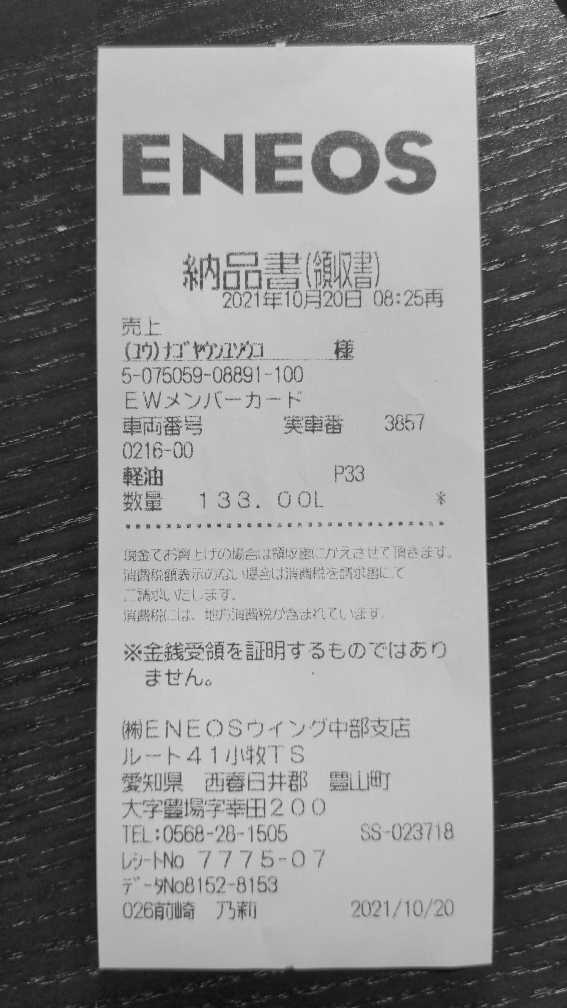 ENEOS
納品書(領収書)
2021年10月20日 08:25再
売上
(ユウ)ナゴヤウンユソウコ 様
5-075059-08891-100
EWメンバーカード
車両番号 実車番 3857
0216-00
軽油 P33
数量 133.00L *
現金でお買上げの場合は領収書にかえさせて頂きます。
消費税額表示のない場合は消費税を請求書にて
ご請求いたします。
消費税には、地方消費税が含まれています。
※金銭受領を証明するものではあり
ません。
㈱ENEOSウイング中部支店
ルート41小牧TS
愛知県 西春日井郡 豊山町
大字豊場字幸田200
TEL:0568-28-1505 SS-023718
レシートNo 7775-07
データNo8152-8153
026前崎 乃莉 2021/10/20